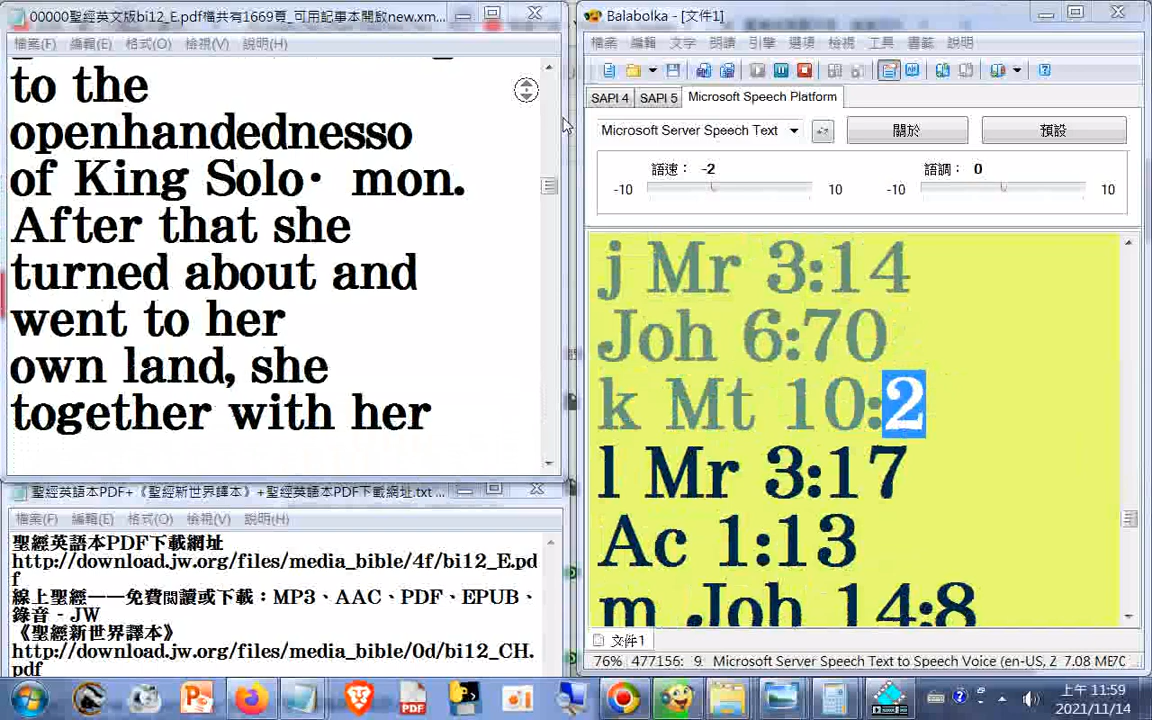 00000聖經英文版bi12_E.pdf檔共有1669頁_可用記事本開啟new.xm...
檔案(F) 編輯(E) 格式(O) 檢視(V) 說明(H)
to the
openhandednesso
of King Solo· mon.
After that she
turned about and
went to her
own land, she
together with her
聖經英語本PDF+《聖經新世界譯本》+聖經英語本PDF下載網址.txt ...
檔案(F) 編輯(E) 格式(O) 檢視(V) 說明(H)
聖經英語本PDF下載網址
http://download.jw.org/files/media_bible/4f/bi12_E.pd
f
線上聖經——免費閱讀或下載：MP3、AAC、PDF、EPUB、
錄音 - JW
《聖經新世界譯本》
http://download.jw.org/files/media_bible/0d/bi12_CH.
pdf
Balabolka - [文件1]
檔案 編輯 文字 朗讀 引擎 選項 檢視 工具 書籤 說明
SAPI 4 SAPI 5 Microsoft Speech Platform
Microsoft Server Speech Text 關於 預設
語速： -2 語調： 0
-10 10 -10 10
j Mr 3:14
Joh 6:70
k Mt 10:2
l Mr 3:17
Ac 1:13
m Joh 14:8
文件1
76% 477156: 9 Microsoft Server Speech Text to Speech Voice (en-US, Z 7.08 ME
上午 11:59
2021/11/14